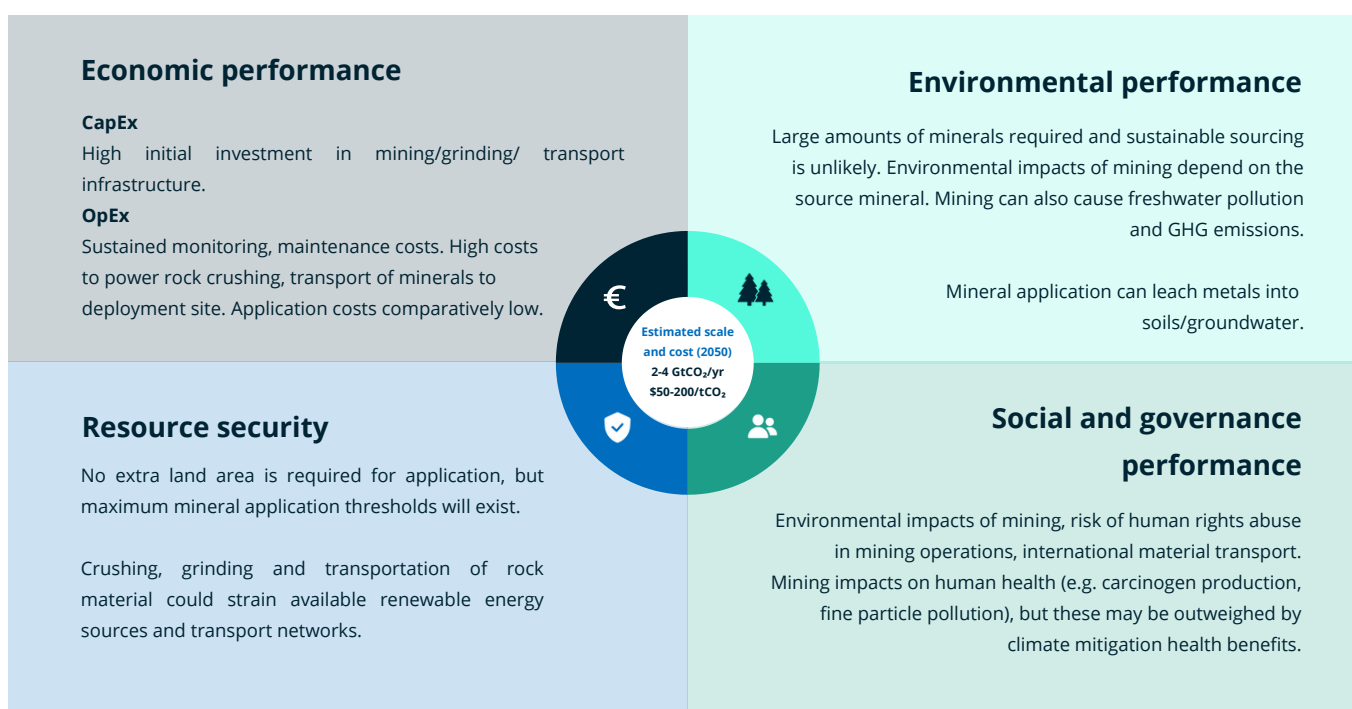 Economic performance
CapEx
High initial investment in mining/grinding/ transport
infrastructure.
OpEx
Sustained monitoring, maintenance costs. High costs
to power rock crushing, transport of minerals to
deployment site. Application costs comparatively low.
Environmental performance
Large amounts of minerals required and sustainable sourcing
is unlikely. Environmental impacts of mining depend on the
source mineral. Mining can also cause freshwater pollution
and GHG emissions.
Mineral application can leach metals into
soils/groundwater.
€
Estimated scale
and cost (2050)
2-4 GtCO₂/yr
$50-200/tCO₂
Resource security
No extra land area is required for application, but
maximum mineral application thresholds will exist.
Crushing, grinding and transportation of rock
material could strain available renewable energy
sources and transport networks.
Social and governance
performance
Environmental impacts of mining, risk of human rights abuse
in mining operations, international material transport.
Mining impacts on human health (e.g. carcinogen production,
fine particle pollution), but these may be outweighed by
climate mitigation health benefits.